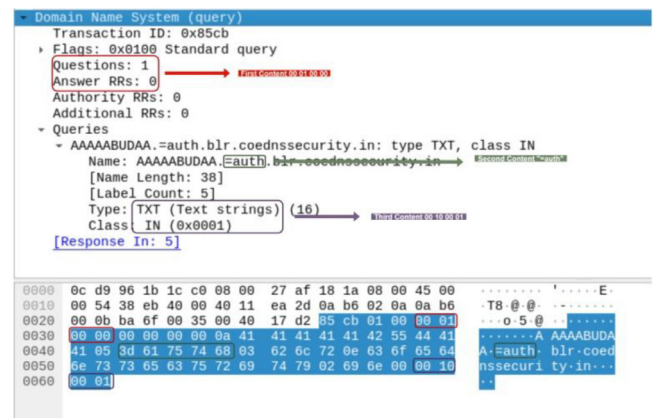 Domain Name System (query)
Transaction ID: 0x85cb
Flags: 0x0100 Standard query
Questions: 1
Answer RRs: 0
First Content 00 01 00 00
Authority RRs: 0
Additional RRs: 0
Queries
AAAAABUDAA.=auth.blr.coednssecurity.in: type TXT, class IN
Name: AAAAABUDAA.=auth.blr.coednssecurity.in
Second Content "=auth"
[Name Length: 38]
[Label Count: 5]
Type: TXT (Text strings) (16)
Third Content 00 10 00 01
Class: IN (0x0001)
[Response In: 5]
0000 0c d9 96 1b 1c c0 08 00 27 af 18 1a 08 00 45 00 ········ '·····E·
0010 00 54 38 eb 40 00 40 11 ea 2d 0a b6 02 0a 0a b6 ·T8·@·@· ·-······
0020 00 0b ba 6f 00 35 00 40 17 d2 85 cb 01 00 00 01 ···o·5·@ ········
0030 00 00 00 00 00 00 0a 41 41 41 41 41 42 55 44 41 ·······A AAAABUDA
0040 41 05 3d 61 75 74 68 03 62 6c 72 0e 63 6f 65 64 A·=auth· blr·coed
0050 6e 73 73 65 63 75 72 69 74 79 02 69 6e 00 00 10 nssecuri ty·in···
0060 00 01 ··